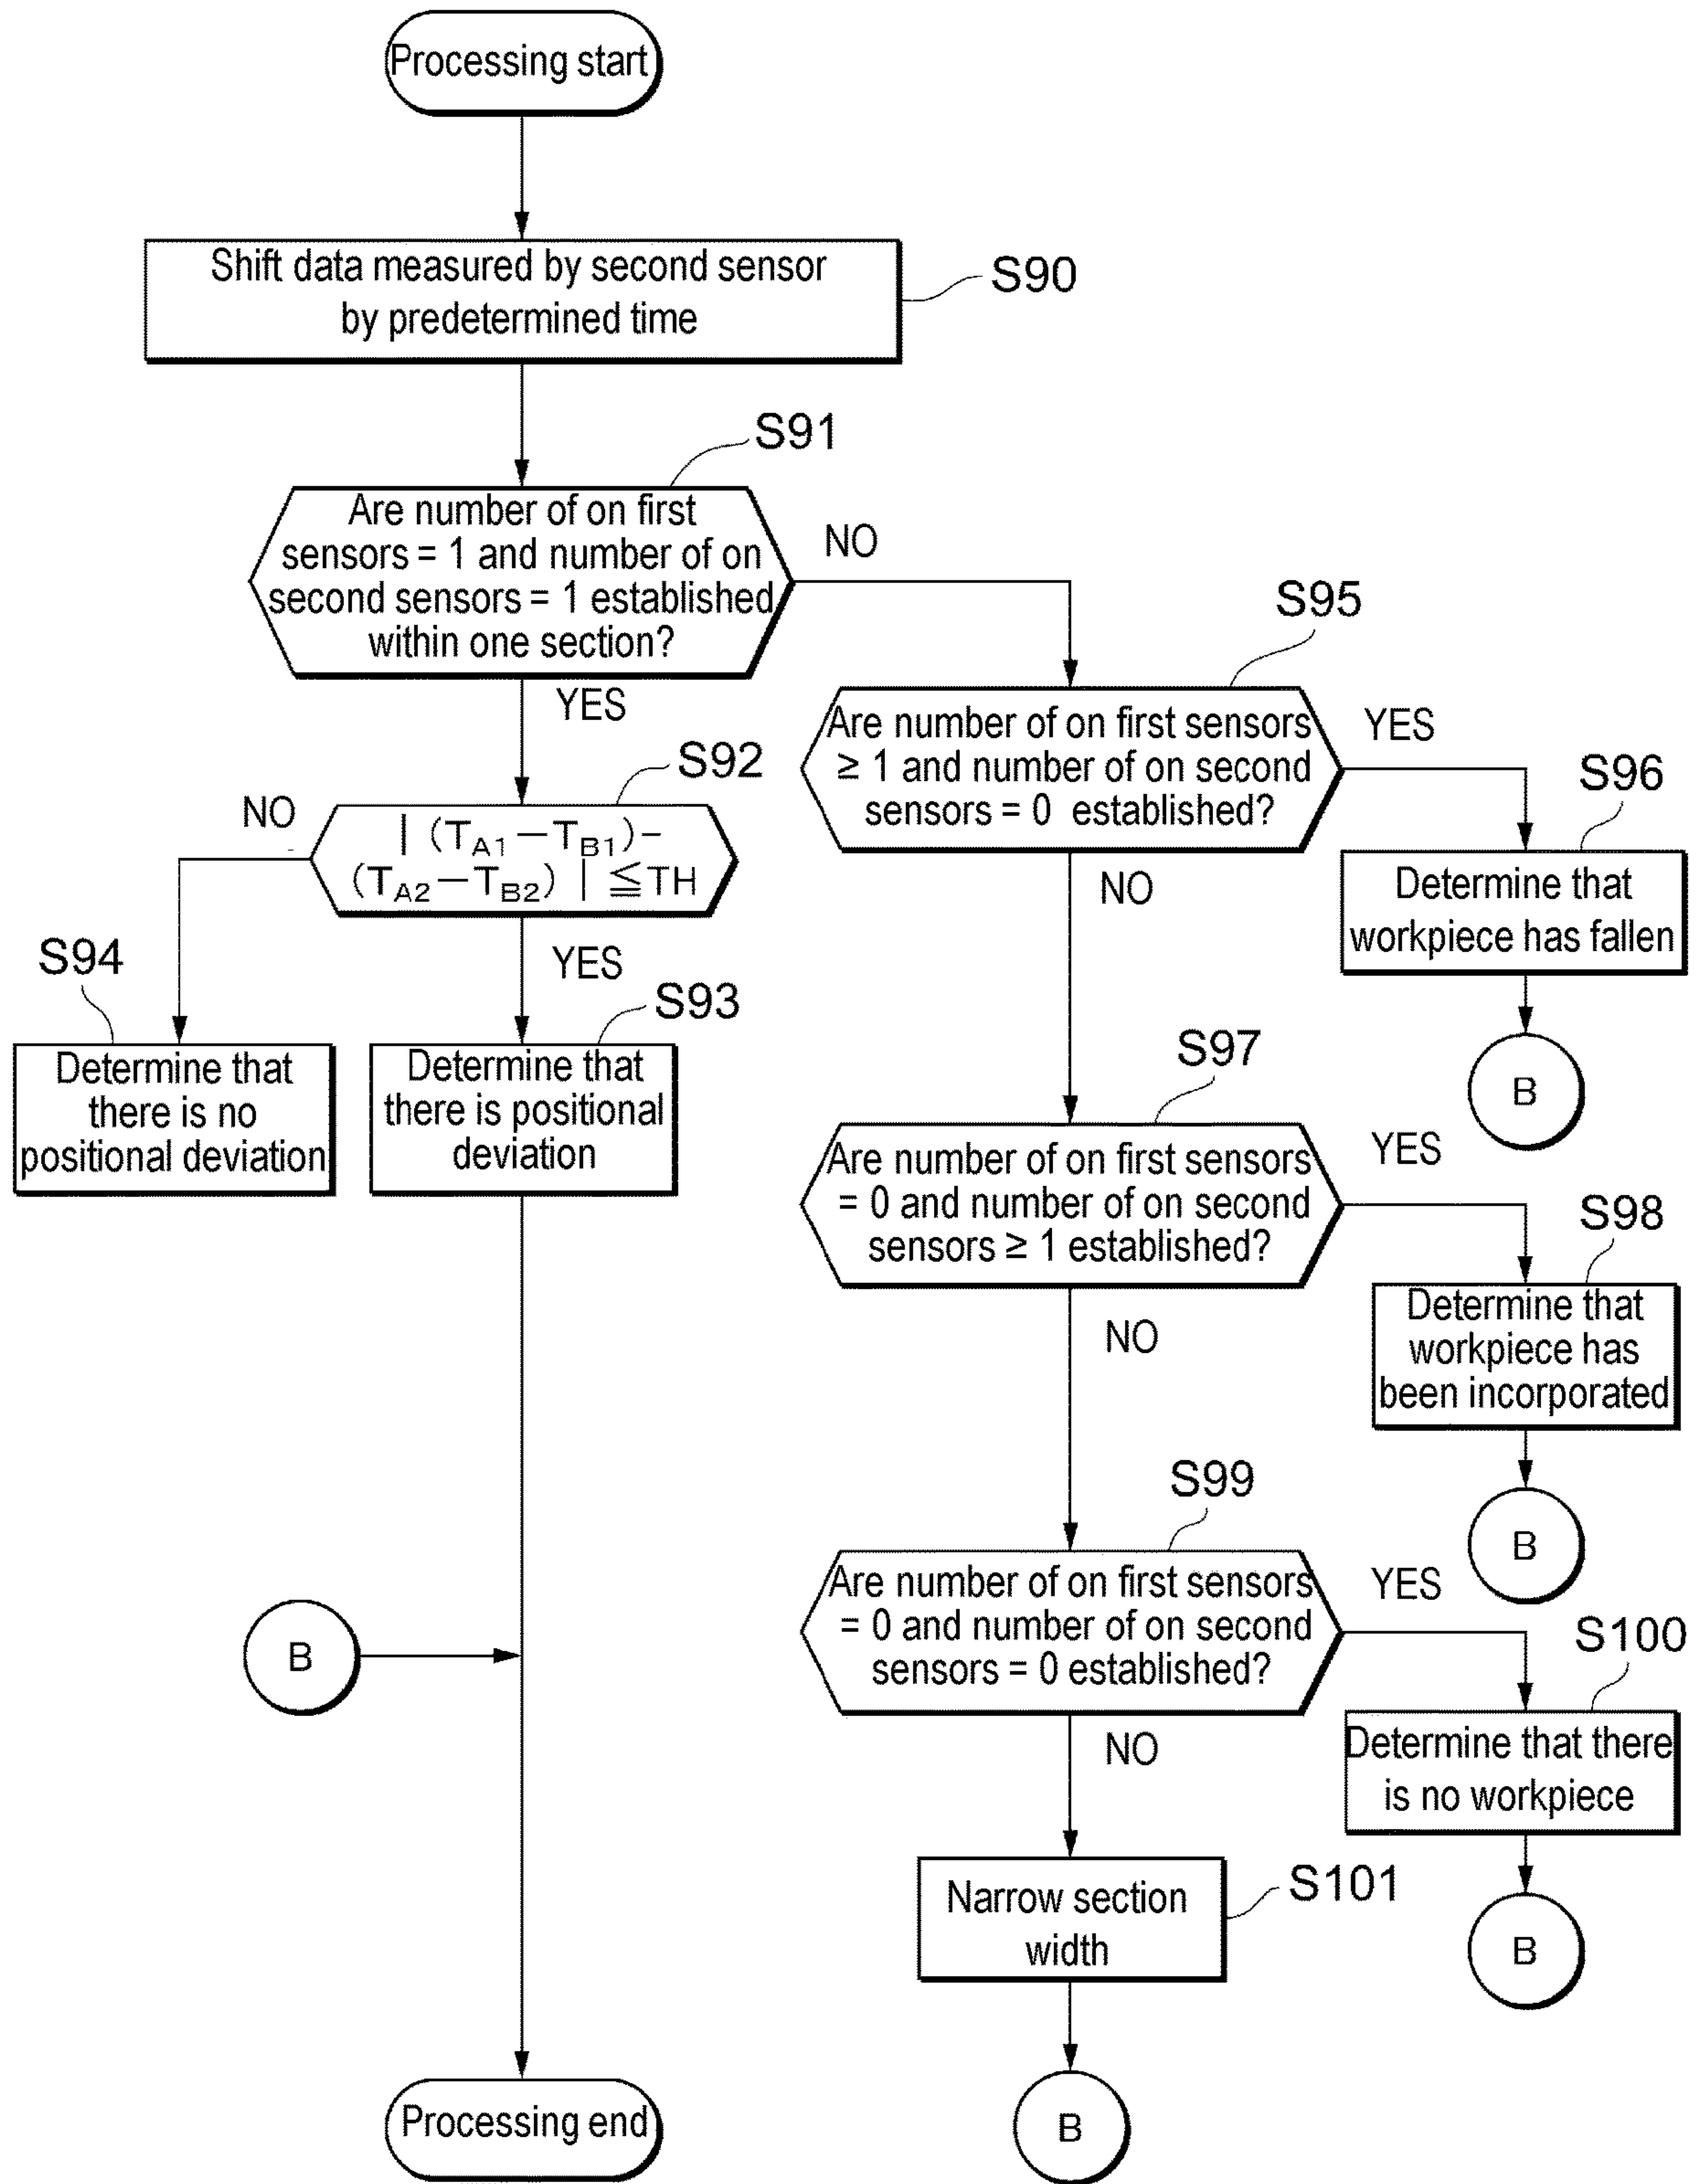 Processing start
Shift data measured by second sensor
by predetermined time
S90
S91
Are number of on first
sensors = 1 and number of on
second sensors = 1 established
within one section?
NO
YES
S95
Are number of on first sensors
≥ 1 and number of on second
sensors = 0 established?
YES
NO
S96
Determine that
workpiece has fallen
B
S92
| (TA1−TB1)−
(TA2−TB2) | ≦TH
NO
YES
S94
Determine that
there is no
positional deviation
S93
Determine that
there is positional
deviation
S97
Are number of on first sensors
= 0 and number of on second
sensors ≥ 1 established?
YES
NO
S98
Determine that
workpiece has
been incorporated
B
S99
Are number of on first sensors
= 0 and number of on second
sensors = 0 established?
YES
NO
S100
Determine that there
is no workpiece
B
S101
Narrow section
width
B
B
Processing end